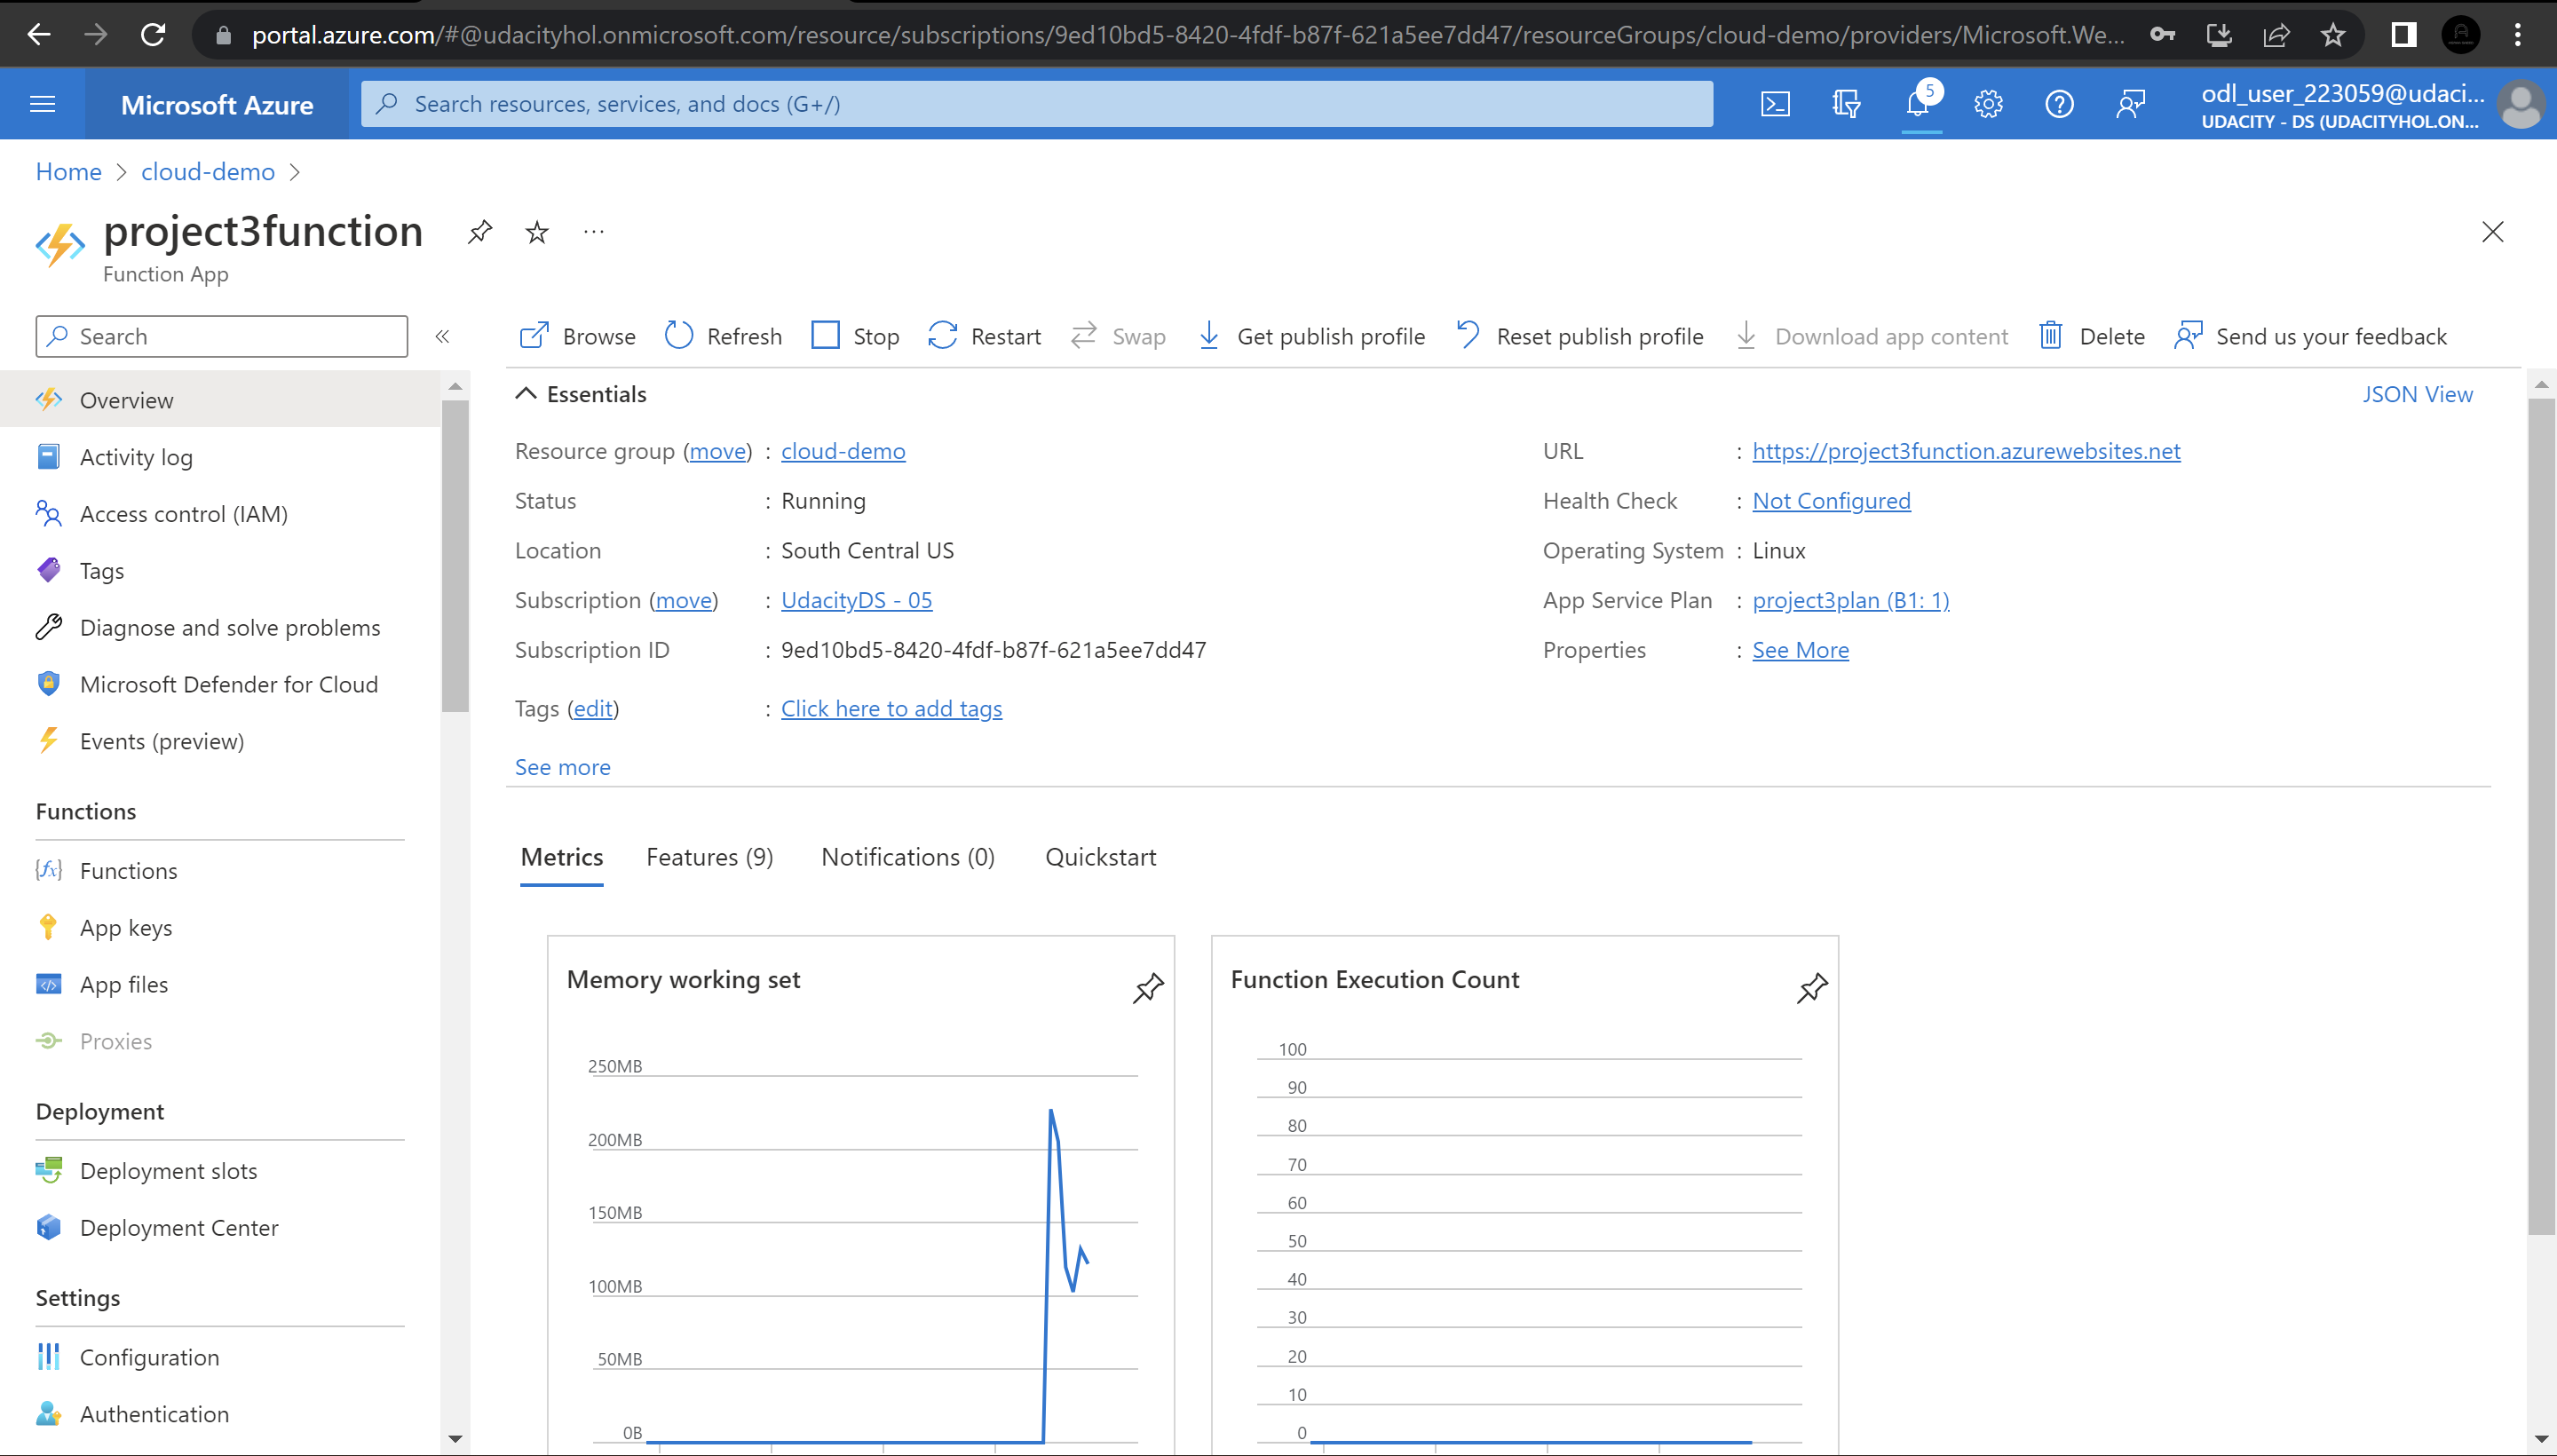 portal.azure.com/#@udacityhol.onmicrosoft.com/resource/subscriptions/9ed10bd5-8420-4fdf-b87f-621a5ee7dd47/resourceGroups/cloud-demo/providers/Microsoft.We...
Microsoft Azure
Search resources, services, and docs (G+/)
5
odl_user_223059@udaci...
UDACITY - DS (UDACITYHOL.ON...
Home > cloud-demo >
project3function
Function App
Search
Browse Refresh Stop Restart Swap Get publish profile Reset publish profile Download app content Delete Send us your feedback
Overview
Activity log
Access control (IAM)
Tags
Diagnose and solve problems
Microsoft Defender for Cloud
Events (preview)
Functions
Functions
App keys
App files
Proxies
Deployment
Deployment slots
Deployment Center
Settings
Configuration
Authentication
Essentials
JSON View
Resource group (move) : cloud-demo
Status : Running
Location : South Central US
Subscription (move) : UdacityDS - 05
Subscription ID : 9ed10bd5-8420-4fdf-b87f-621a5ee7dd47
Tags (edit) : Click here to add tags
See more
URL : https://project3function.azurewebsites.net
Health Check : Not Configured
Operating System : Linux
App Service Plan : project3plan (B1: 1)
Properties : See More
Metrics Features (9) Notifications (0) Quickstart
Memory working set
250MB
200MB
150MB
100MB
50MB
0B
Function Execution Count
100
90
80
70
60
50
40
30
20
10
0